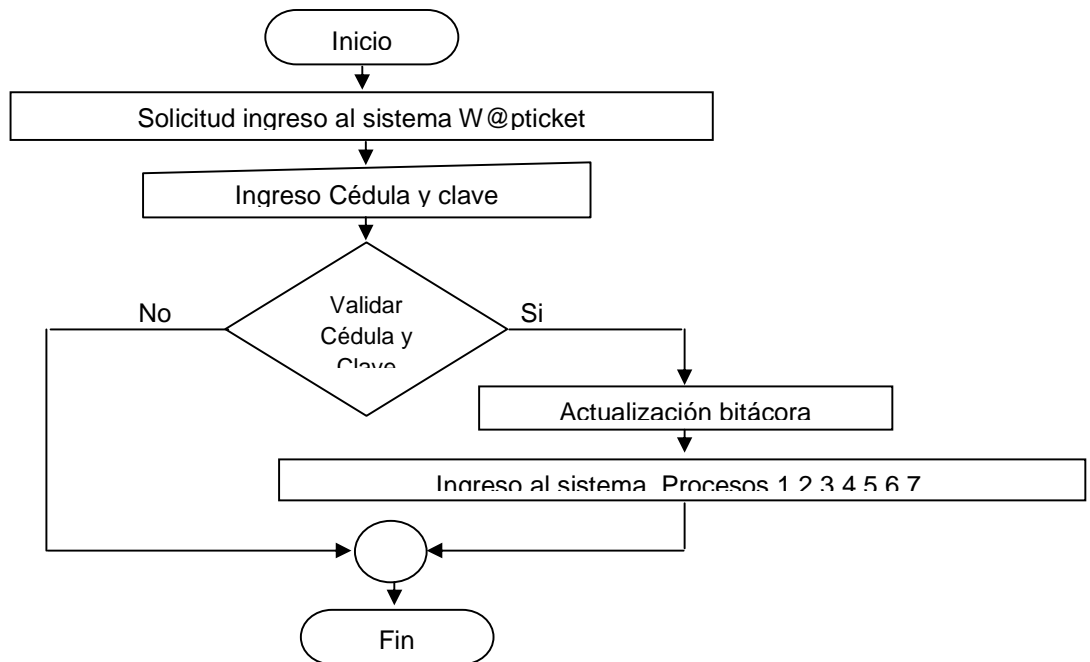 Inicio
Solicitud ingreso al sistema W@pticket
Ingreso Cédula y clave
Validar
Cédula y
Clave
No
Si
Actualización bitácora
Ingreso al sistema Procesos 1 2 3 4 5 6 7
Fin